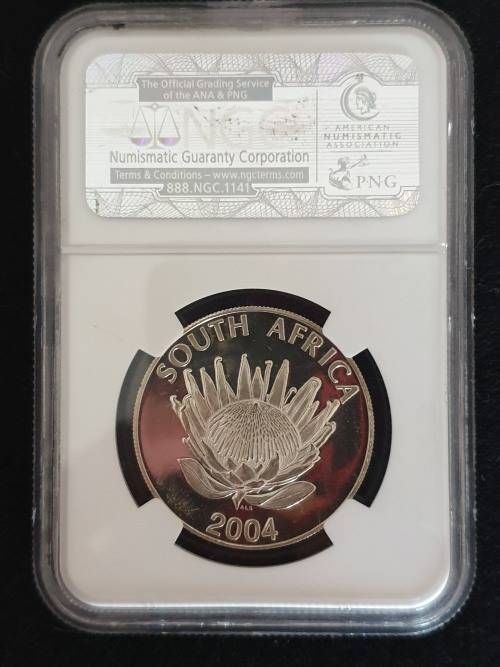 The Official Grading Service
of the ANA & PNG
NGC
Numismatic Guaranty Corporation
Terms & Conditions – www.ngcterms.com
888.NGC.1141
AMERICAN
NUMISMATIC
ASSOCIATION
PNG
SOUTH AFRICA
ALS
2004